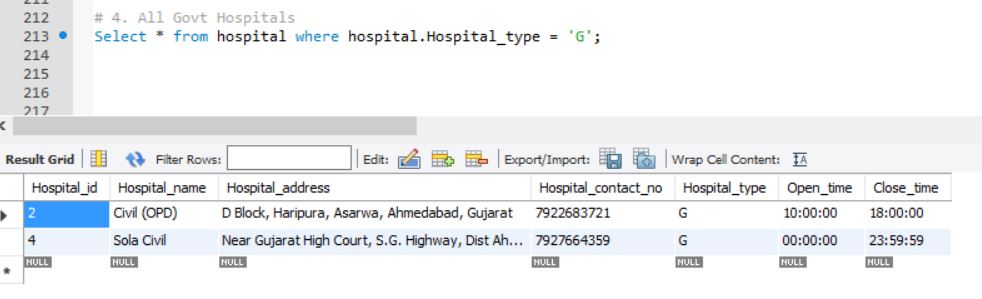 211
212 # 4. All Govt Hospitals
213 Select * from hospital where hospital.Hospital_type = 'G';
214
215
216
217
Result Grid Filter Rows: Edit: Export/Import: Wrap Cell Content: IA
Hospital_id Hospital_name Hospital_address Hospital_contact_no Hospital_type Open_time Close_time
2 Civil (OPD) D Block, Haripura, Asarwa, Ahmedabad, Gujarat 7922683721 G 10:00:00 18:00:00
4 Sola Civil Near Gujarat High Court, S.G. Highway, Dist Ah... 7927664359 G 00:00:00 23:59:59
* NULL NULL NULL NULL NULL NULL NULL